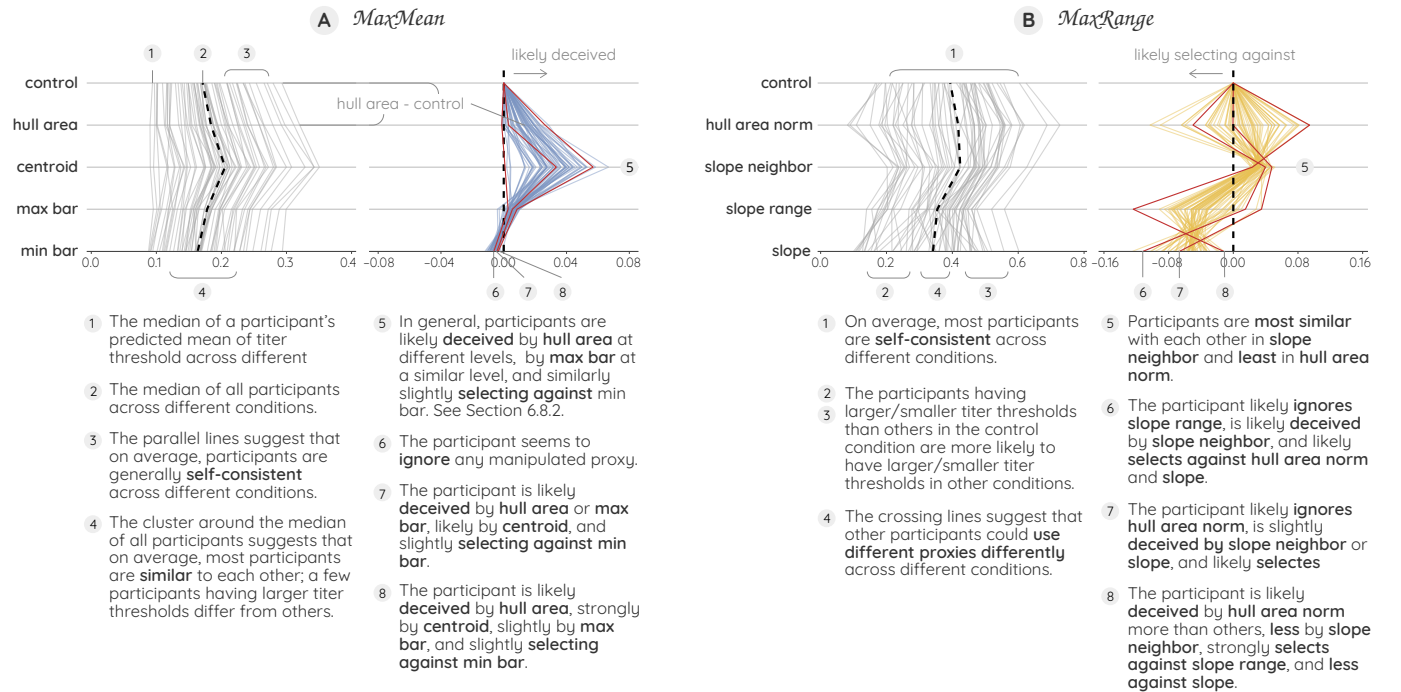 A MaxMean
1 2 3
likely deceived
control
hull area
centroid
max bar
min bar
hull area - control
5
0.0 0.1 0.2 0.3 0.4
−0.08 −0.04 0.00 0.04 0.08
4
6 7 8
1 The median of a participant's
predicted mean of titer
threshold across different
2 The median of all participants
across different conditions.
3 The parallel lines suggest that
on average, participants are
generally self-consistent
across different conditions.
4 The cluster around the median
of all participants suggests that
on average, most participants
are similar to each other; a few
participants having larger titer
thresholds differ from others.
5 In general, participants are
likely deceived by hull area at
different levels, by max bar at
a similar level, and similarly
slightly selecting against min
bar. See Section 6.8.2.
6 The participant seems to
ignore any manipulated proxy.
7 The participant is likely
deceived by hull area or max
bar, likely by centroid, and
slightly selecting against min
bar.
8 The participant is likely
deceived by hull area, strongly
by centroid, slightly by max
bar, and slightly selecting
against min bar.
B MaxRange
1
likely selecting against
control
hull area norm
slope neighbor
slope range
slope
5
0.0 0.2 0.4 0.6 0.8
−0.16 −0.08 0.00 0.08 0.16
2 4 3
6 7 8
1 On average, most participants
are self-consistent across
different conditions.
2 The participants having
3 larger/smaller titer thresholds
than others in the control
condition are more likely to
have larger/smaller titer
thresholds in other conditions.
4 The crossing lines suggest that
other participants could use
different proxies differently
across different conditions.
5 Participants are most similar
with each other in slope
neighbor and least in hull area
norm.
6 The participant likely ignores
slope range, is likely deceived
by slope neighbor, and likely
selects against hull area norm
and slope.
7 The participant likely ignores
hull area norm, is slightly
deceived by slope neighbor or
slope, and likely selectes
8 The participant is likely
deceived by hull area norm
more than others, less by slope
neighbor, strongly selects
against slope range, and less
against slope.